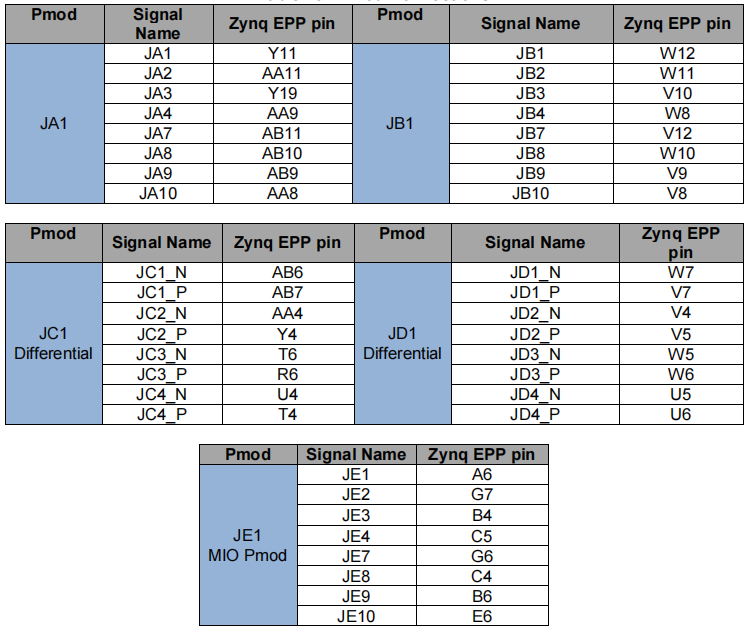 Pmod Signal Name Zynq EPP pin Pmod Signal Name Zynq EPP pin
JA1 JB1
JA1 Y11 JB1 W12
JA2 AA11 JB2 W11
JA3 Y19 JB3 V10
JA4 AA9 JB4 W8
JA7 AB11 JB7 V12
JA8 AB10 JB8 W10
JA9 AB9 JB9 V9
JA10 AA8 JB10 V8
Pmod Signal Name Zynq EPP pin Pmod Signal Name Zynq EPP pin
JC1 Differential JD1 Differential
JC1_N AB6 JD1_N W7
JC1_P AB7 JD1_P V7
JC2_N AA4 JD2_N V4
JC2_P Y4 JD2_P V5
JC3_N T6 JD3_N W5
JC3_P R6 JD3_P W6
JC4_N U4 JD4_N U5
JC4_P T4 JD4_P U6
Pmod Signal Name Zynq EPP pin
JE1 MIO Pmod
JE1 A6
JE2 G7
JE3 B4
JE4 C5
JE7 G6
JE8 C4
JE9 B6
JE10 E6